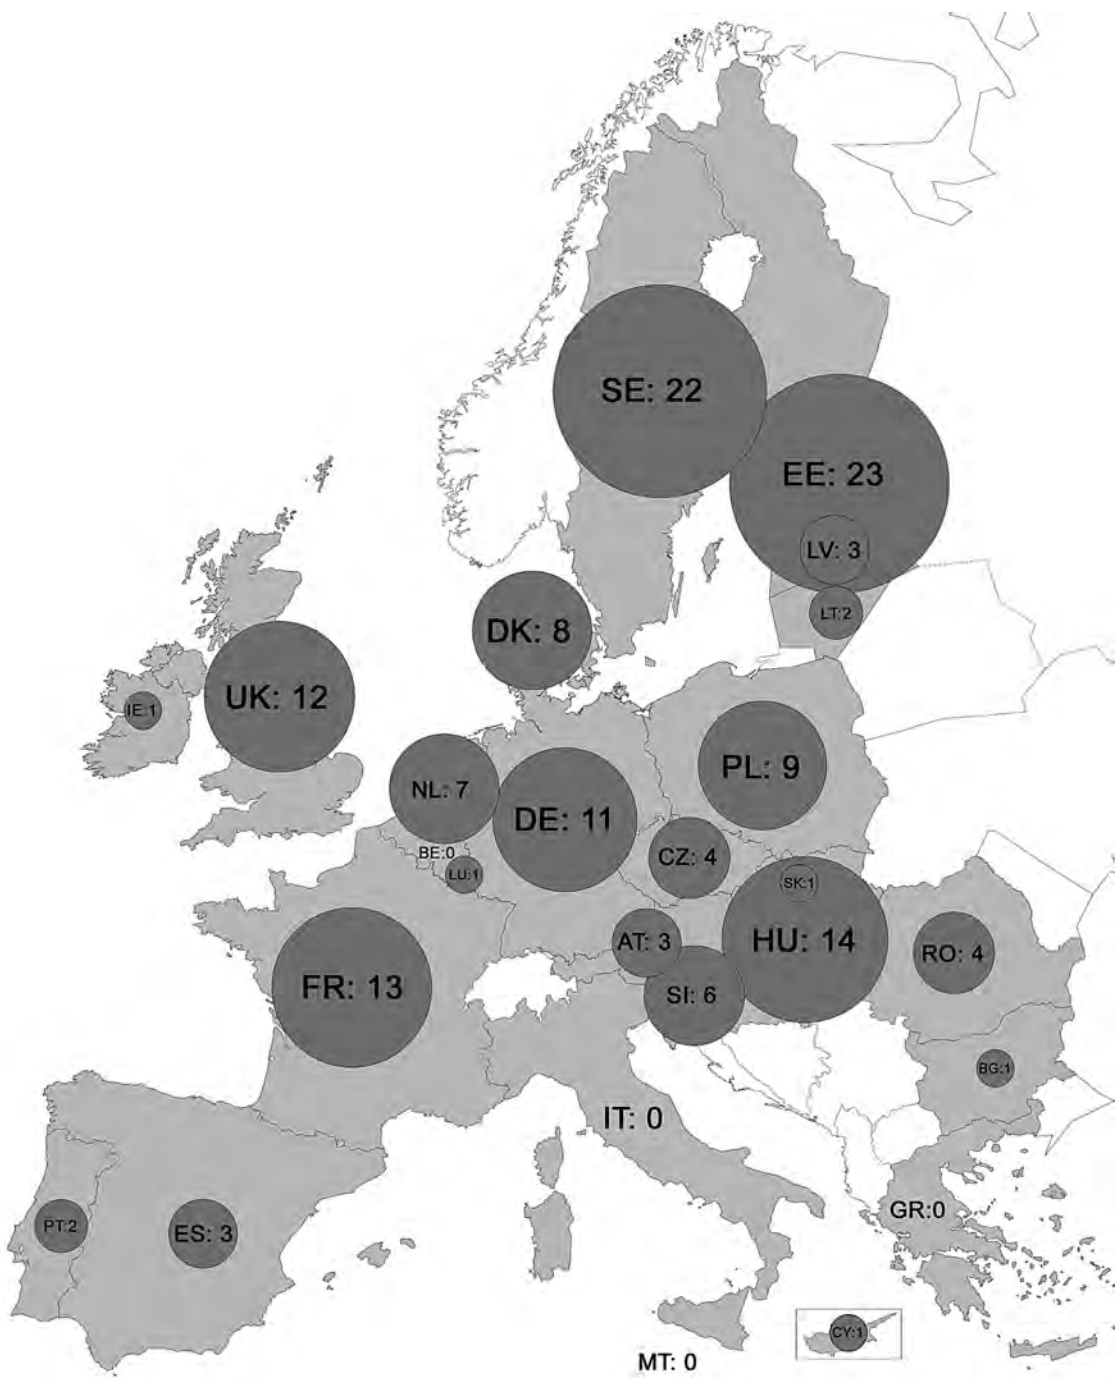 SE: 22
EE: 23
LV: 3
LT:2
DK: 8
UK: 12
IE:1
NL: 7
DE: 11
PL: 9
BE:0
LU:1
CZ: 4
SK:1
AT: 3
HU: 14
RO: 4
FR: 13
SI: 6
BG:1
IT: 0
GR:0
PT:2
ES: 3
CY:1
MT: 0